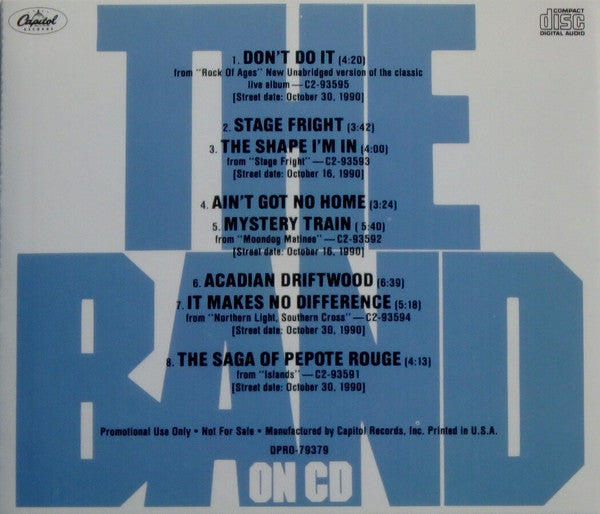 Capitol
RECORDS
COMPACT
disc
DIGITAL AUDIO
THE
BAND
ON CD
1. DON'T DO IT (4:20)
from "Rock Of Ages" New Unabridged version of the classic
live album—C2-93595
[Street date: October 30, 1990]
2. STAGE FRIGHT (3:42)
3. THE SHAPE I'M IN (4:00)
from "Stage Fright"—C2-93593
[Street date: October 16, 1990]
4. AIN'T GOT NO HOME (3:24)
5. MYSTERY TRAIN ( 5:40)
from "Moondog Matinee"—C2-93592
[Street date: October 16, 1990]
6. ACADIAN DRIFTWOOD (6:39)
7. IT MAKES NO DIFFERENCE (5:18)
from "Northern Light, Southern Cross"—C2-93594
[Street date: October 30, 1990]
8. THE SAGA OF PEPOTE ROUGE (4:13)
from "Islands"—C2-93591
[Street date: October 30, 1990]
Promotional Use Only • Not For Sale • Manufactured by Capitol Records, Inc. Printed in U.S.A.
DPRO-79379